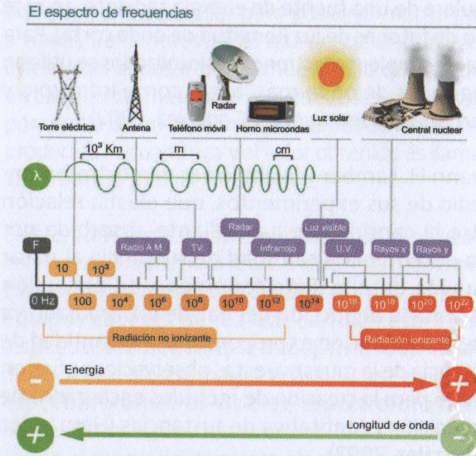 El espectro de frecuencias
Torre eléctrica
Antena
Teléfono móvil
Radar
Horno microondas
Luz solar
Central nuclear
λ
10³ Km
m
cm
F
Radio A.M.
TV.
Radar
Infrarrojo
Luz visible
U.V.
Rayos x
Rayos y
10
10³
0 Hz
100
10⁴
10⁶
10⁸
10¹⁰
10¹²
10¹⁴
10¹⁶
10¹⁸
10²⁰
10²²
Radiación no ionizante
Radiación ionizante
-
Energía
+
+
Longitud de onda
-